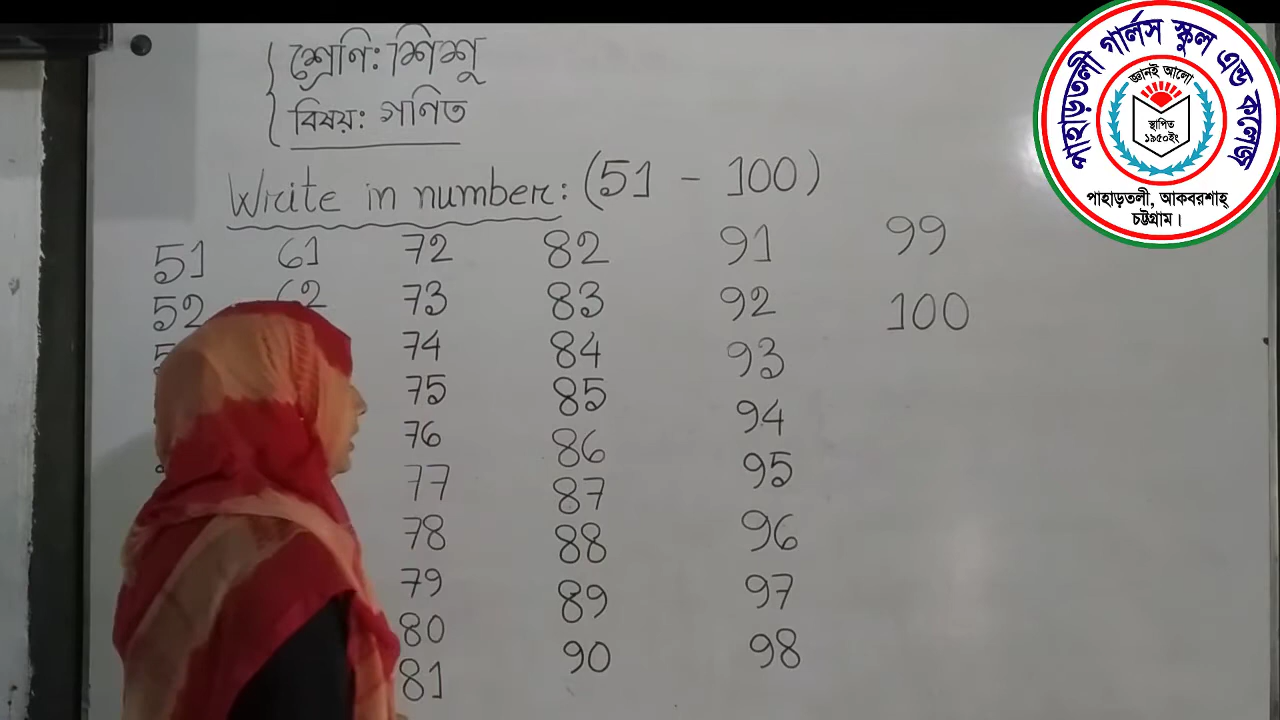 শ্রেণি: শিশু
বিষয়: গণিত
Write in number: (51 - 100)
51 61 72 82 91 99
52 62 73 83 92 100
74 84 93
75 85 94
76 86 95
77 87 96
78 88 97
79 89 98
80 90
81
পাহাড়তলী গার্লস স্কুল এন্ড কলেজ
জ্ঞানই আলো
স্থাপিত
১৯৫০ইং
পাহাড়তলী, আকবরশাহ্
চট্টগ্রাম।